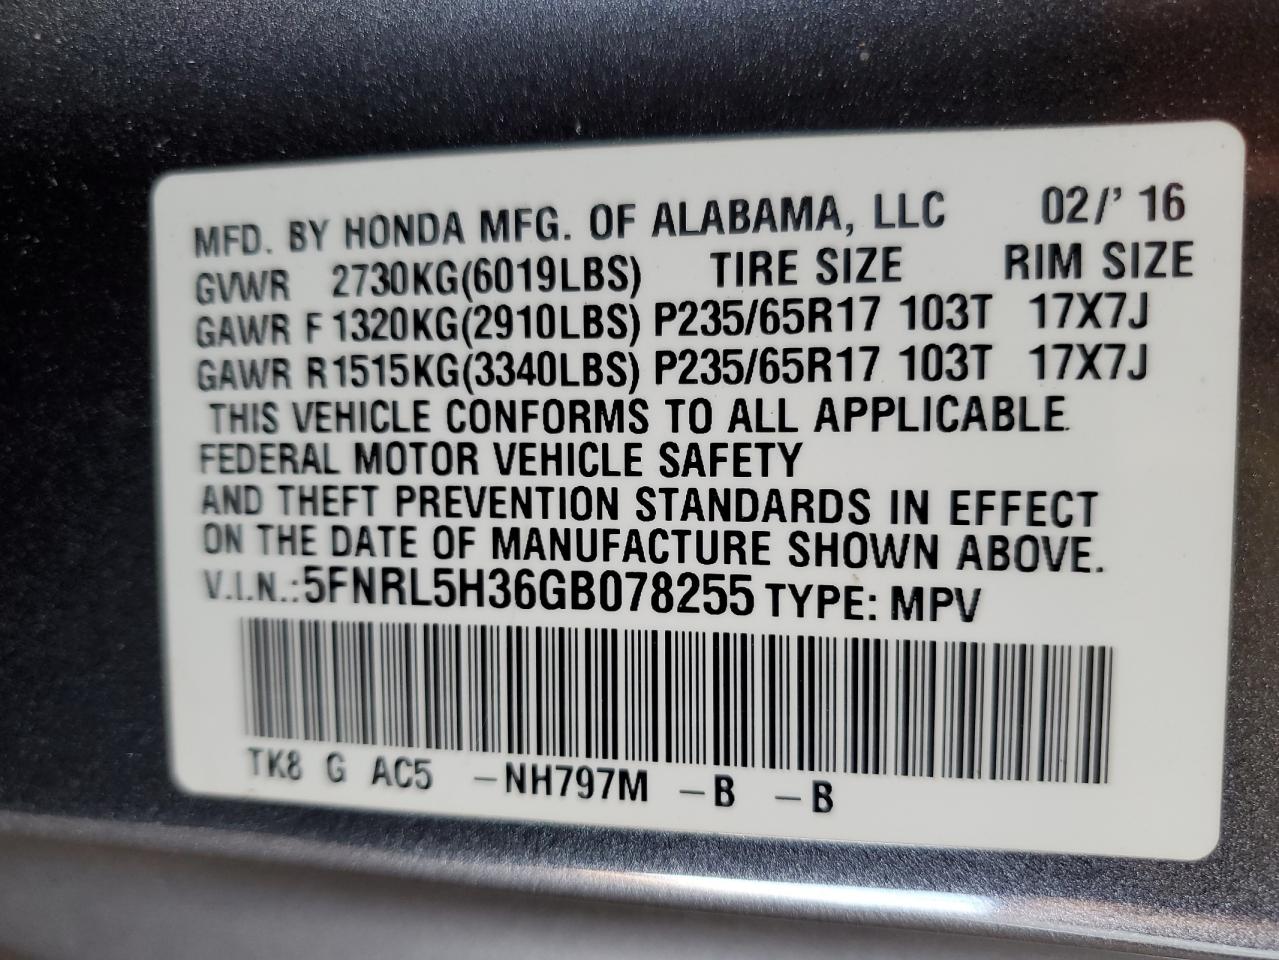 MFD. BY HONDA MFG. OF ALABAMA, LLC 02/' 16
GVWR 2730KG(6019LBS) TIRE SIZE RIM SIZE
GAWR F 1320KG(2910LBS) P235/65R17 103T 17X7J
GAWR R1515KG(3340LBS) P235/65R17 103T 17X7J
THIS VEHICLE CONFORMS TO ALL APPLICABLE
FEDERAL MOTOR VEHICLE SAFETY
AND THEFT PREVENTION STANDARDS IN EFFECT
ON THE DATE OF MANUFACTURE SHOWN ABOVE.
V.I.N.:5FNRL5H36GB078255 TYPE: MPV
TK8 G AC5 -NH797M -B -B